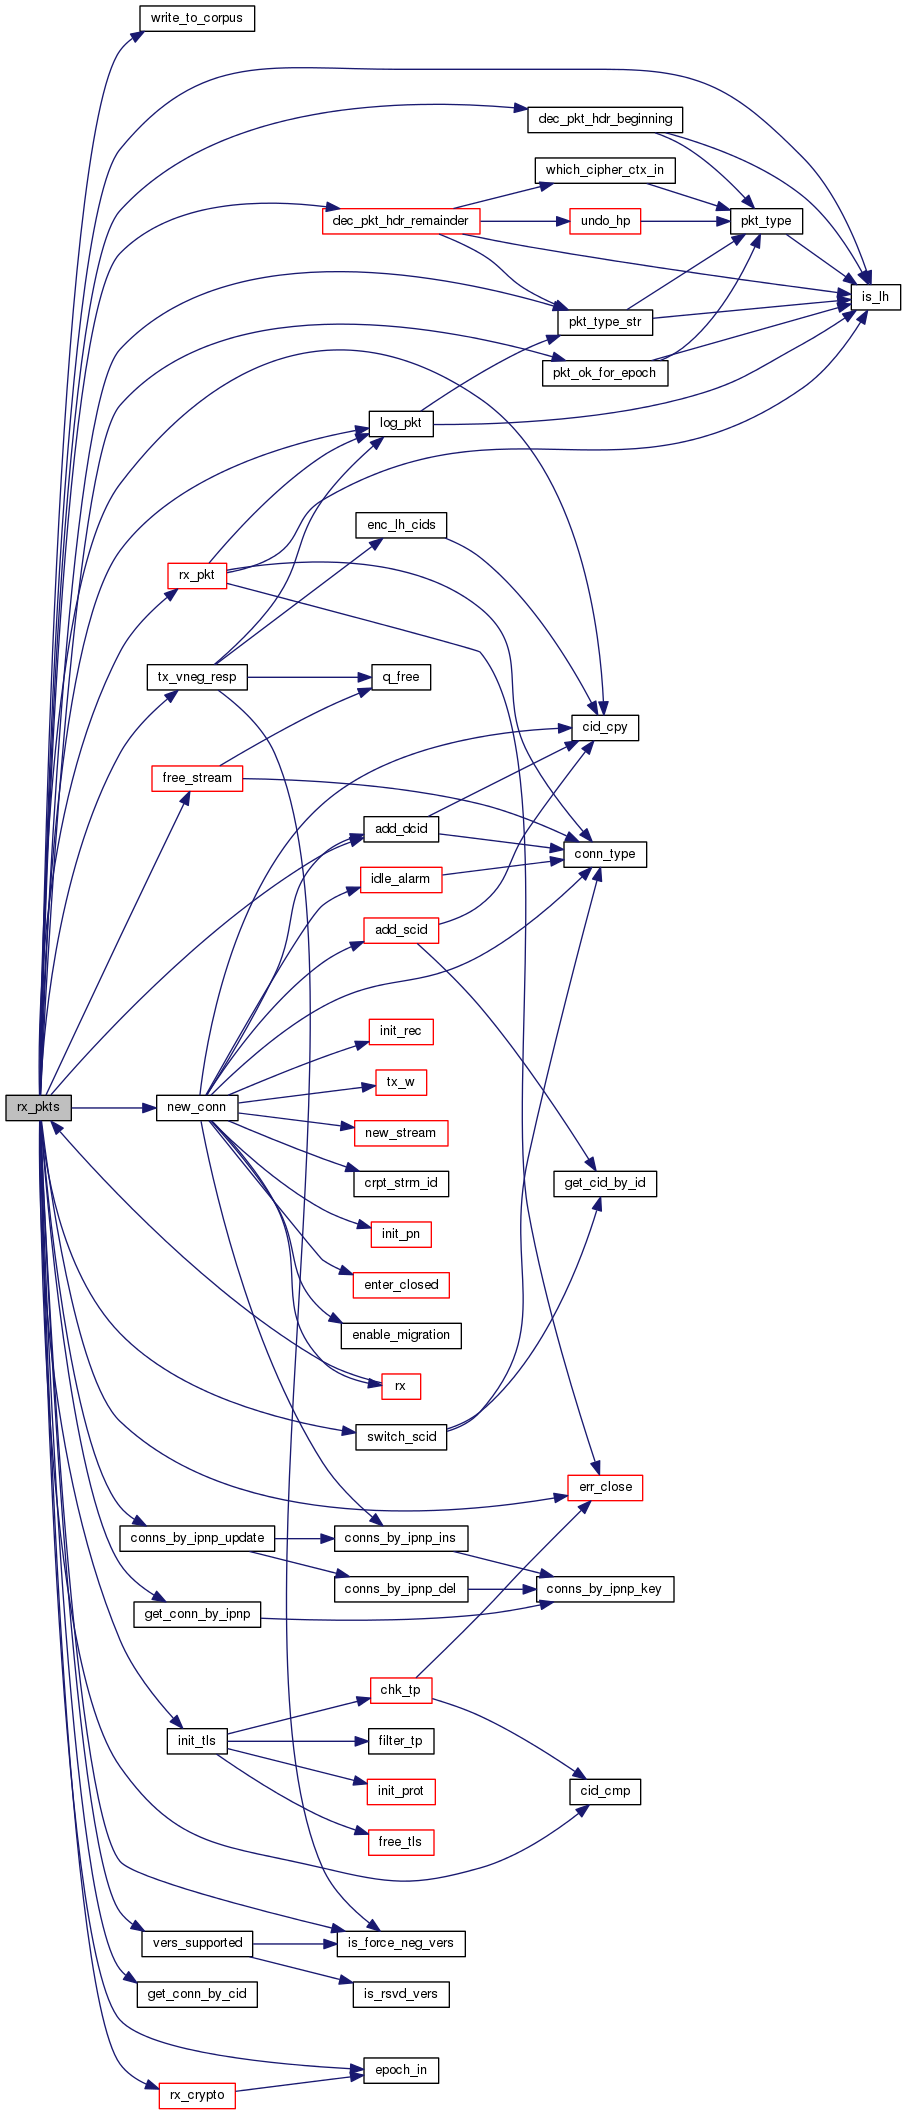 write_to_corpus
dec_pkt_hdr_beginning
which_cipher_ctx_in
dec_pkt_hdr_remainder
undo_hp
pkt_type
is_lh
pkt_type_str
pkt_ok_for_epoch
log_pkt
enc_lh_cids
rx_pkt
tx_vneg_resp
q_free
cid_cpy
free_stream
add_dcid
conn_type
idle_alarm
add_scid
init_rec
tx_w
rx_pkts
new_conn
new_stream
crpt_strm_id
get_cid_by_id
init_pn
enter_closed
enable_migration
rx
switch_scid
err_close
conns_by_ipnp_update
conns_by_ipnp_ins
conns_by_ipnp_del
conns_by_ipnp_key
get_conn_by_ipnp
chk_tp
init_tls
filter_tp
init_prot
cid_cmp
free_tls
vers_supported
is_force_neg_vers
get_conn_by_cid
is_rsvd_vers
epoch_in
rx_crypto